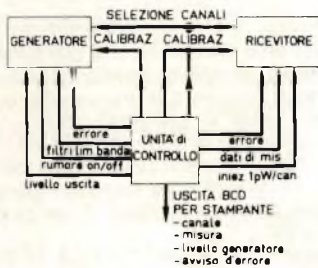 SELEZIONE CANALI
GENERATORE
CALIBRAZ
CALIBRAZ
RICEVITORE
errore
filtri lim banda
rumore on/off
livello uscita
UNITÀ di
CONTROLLO
errore
dati di mis
iniez 1pW/can
USCITA BCD
PER STAMPANTE
- canale
- misura
- livello generatore
- avviso d'errore